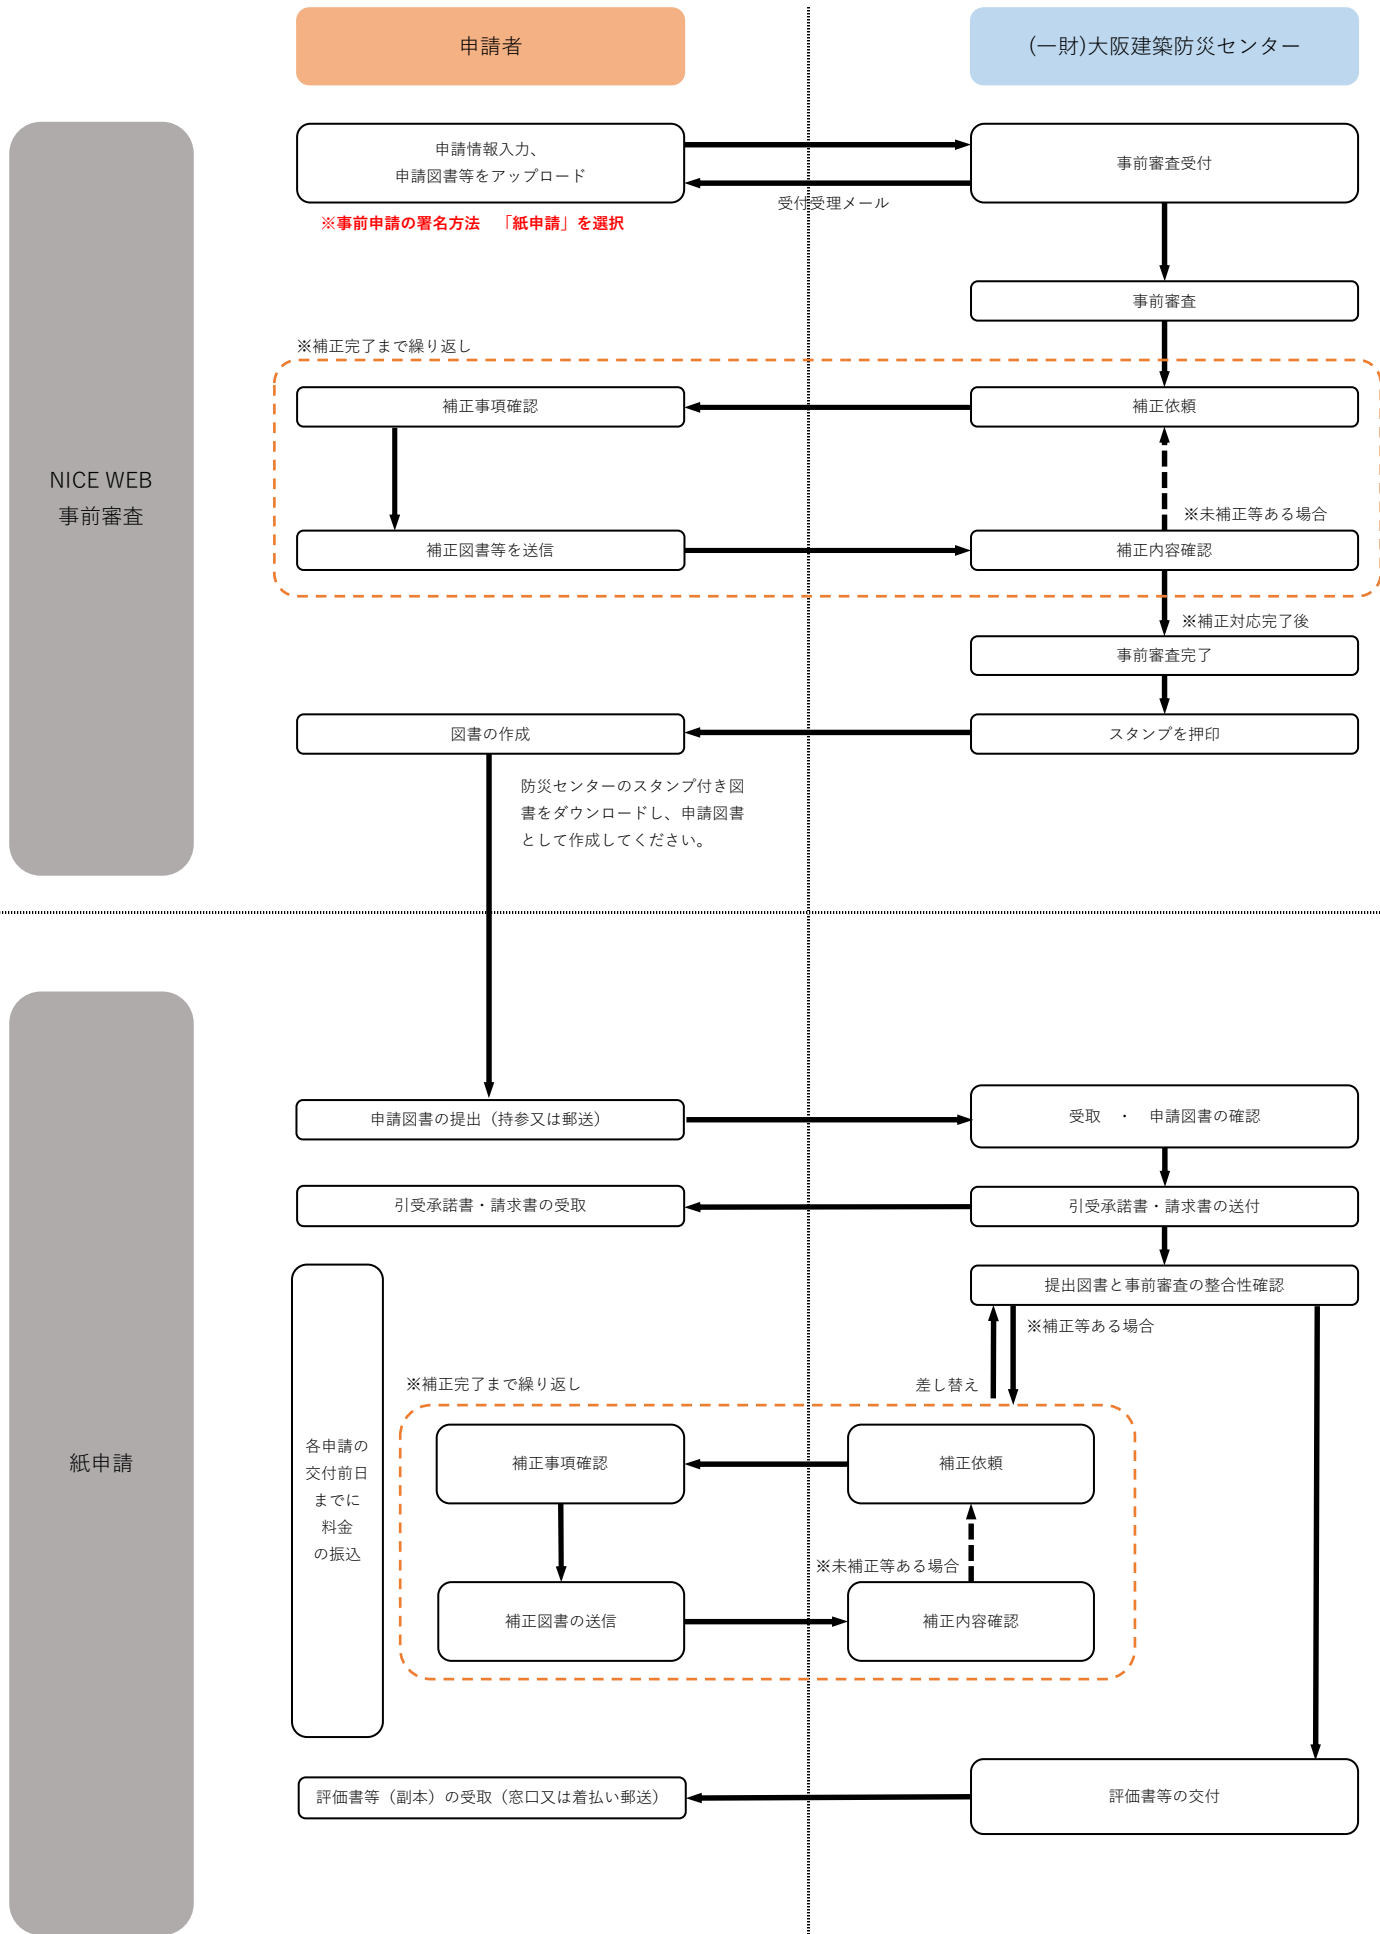 申請者
(一財)大阪建築防災センター
申請情報入力、
申請図書等をアップロード
事前審査受付
受付受理メール
※事前申請の署名方法　「紙申請」を選択
事前審査
※補正完了まで繰り返し
補正事項確認
補正依頼
NICE WEB
事前審査
※未補正等ある場合
補正図書等を送信
補正内容確認
※補正対応完了後
事前審査完了
図書の作成
スタンプを押印
防災センターのスタンプ付き図
書をダウンロードし、申請図書
として作成してください。
申請図書の提出（持参又は郵送）
受取　・　申請図書の確認
引受承諾書・請求書の受取
引受承諾書・請求書の送付
提出図書と事前審査の整合性確認
※補正等ある場合
※補正完了まで繰り返し
差し替え
紙申請
各申請の
交付前日
までに
料金
の振込
補正事項確認
補正依頼
※未補正等ある場合
補正図書の送信
補正内容確認
評価書等（副本）の受取（窓口又は着払い郵送）
評価書等の交付